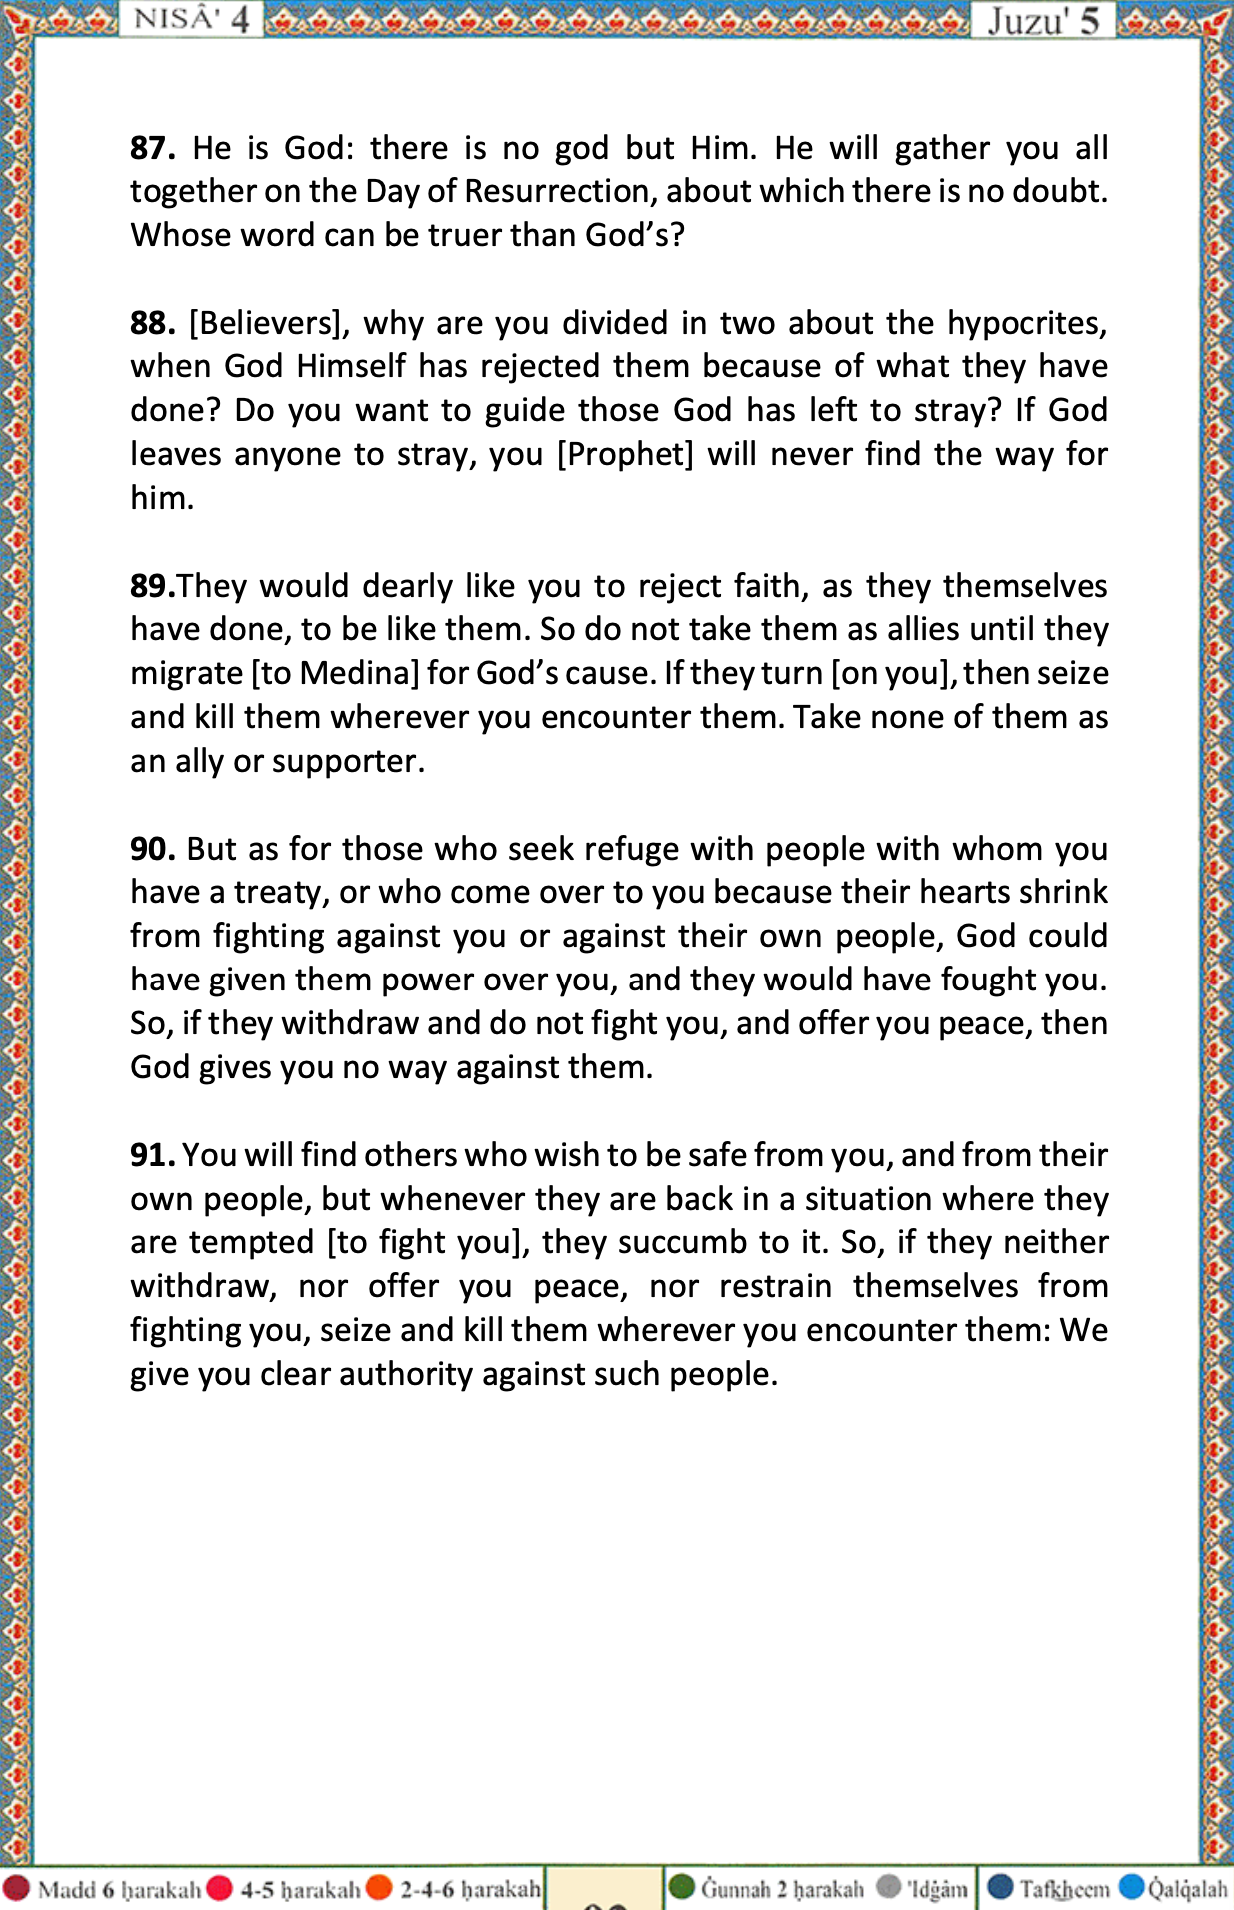 NISÂ' 4
Juzu' 5
87. He is God: there is no god but Him. He will gather you all
together on the Day of Resurrection, about which there is no doubt.
Whose word can be truer than God’s?
88. [Believers], why are you divided in two about the hypocrites,
when God Himself has rejected them because of what they have
done? Do you want to guide those God has left to stray? If God
leaves anyone to stray, you [Prophet] will never find the way for
him.
89.They would dearly like you to reject faith, as they themselves
have done, to be like them. So do not take them as allies until they
migrate [to Medina] for God’s cause. If they turn [on you], then seize
and kill them wherever you encounter them. Take none of them as
an ally or supporter.
90. But as for those who seek refuge with people with whom you
have a treaty, or who come over to you because their hearts shrink
from fighting against you or against their own people, God could
have given them power over you, and they would have fought you.
So, if they withdraw and do not fight you, and offer you peace, then
God gives you no way against them.
91. You will find others who wish to be safe from you, and from their
own people, but whenever they are back in a situation where they
are tempted [to fight you], they succumb to it. So, if they neither
withdraw, nor offer you peace, nor restrain themselves from
fighting you, seize and kill them wherever you encounter them: We
give you clear authority against such people.
Madd 6 ḥarakah 4-5 ḥarakah 2-4-6 ḥarakah Ġunnah 2 ḥarakah 'Idġâm Tafkheem Q̇alq̇alah